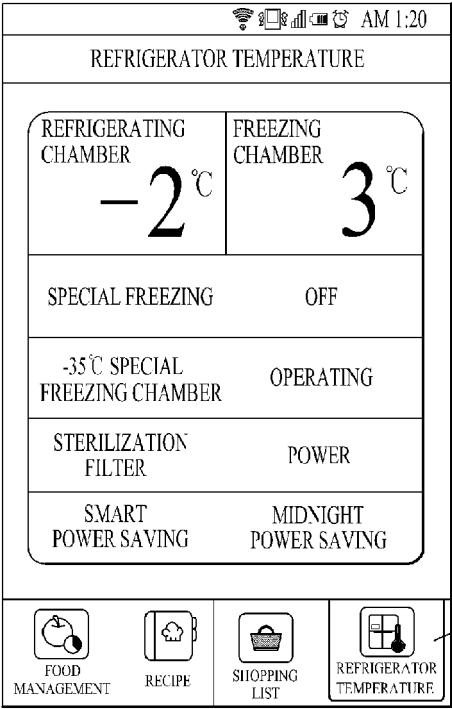 AM 1:20
REFRIGERATOR TEMPERATURE
REFRIGERATING
CHAMBER
−2℃
FREEZING
CHAMBER
3℃
SPECIAL FREEZING OFF
-35℃ SPECIAL
FREEZING CHAMBER
OPERATING
STERILIZATION
FILTER
POWER
SMART
POWER SAVING
MIDNIGHT
POWER SAVING
FOOD
MANAGEMENT
RECIPE
SHOPPING
LIST
REFRIGERATOR
TEMPERATURE